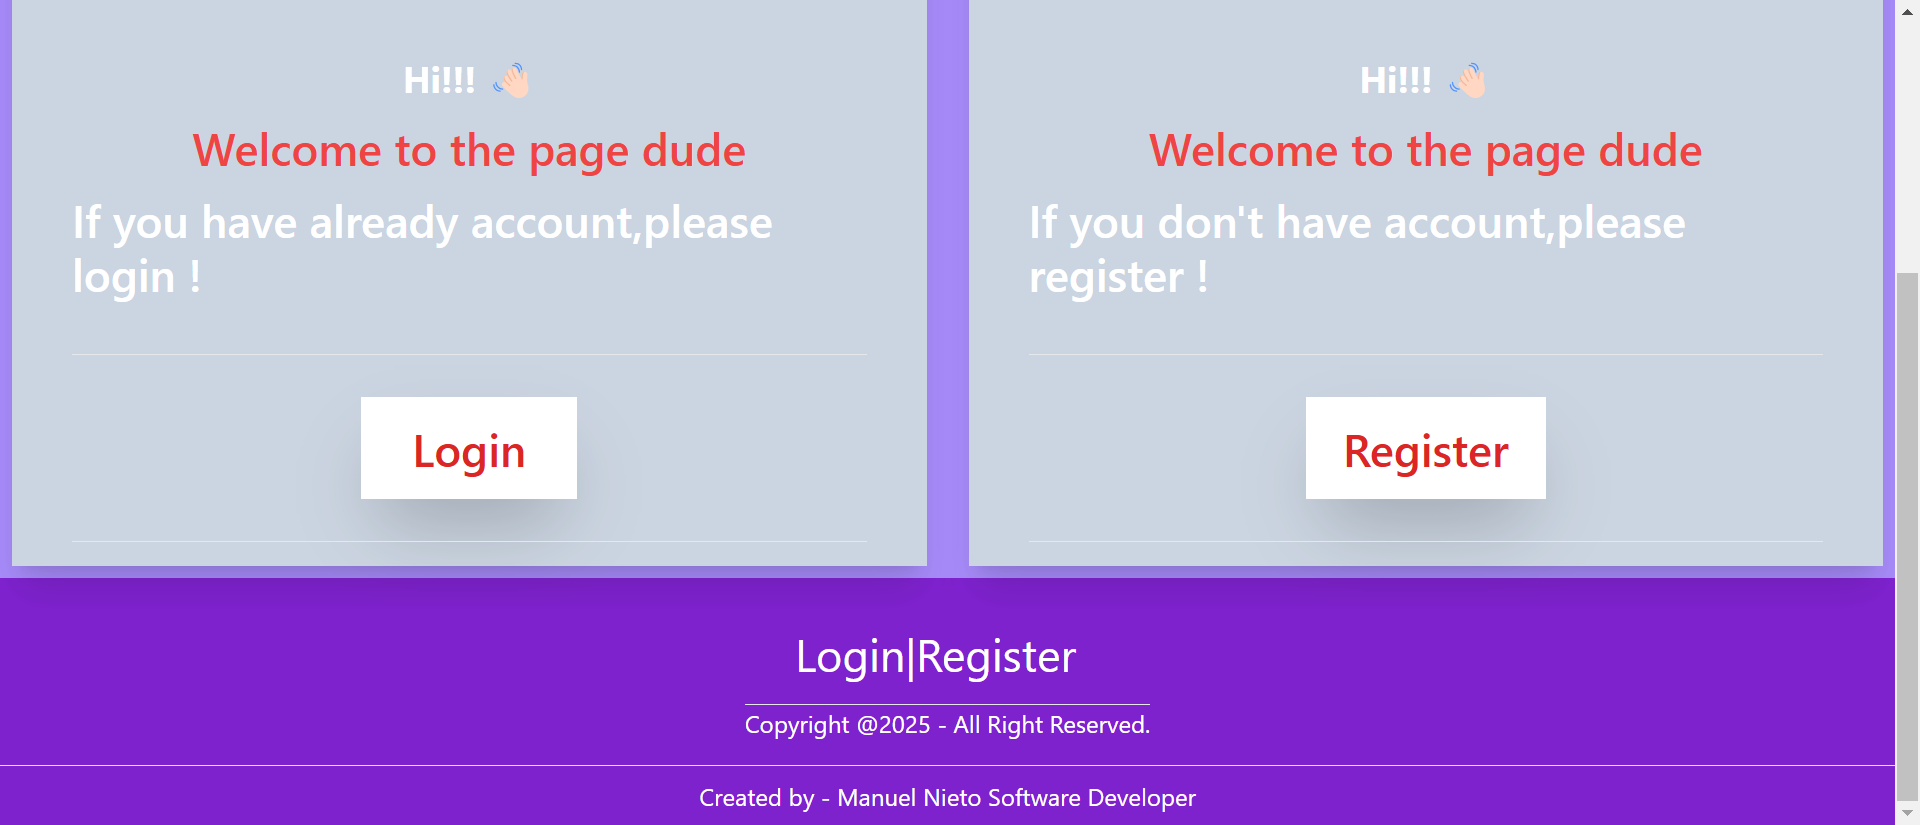 Hi!!! 👋🏻
Welcome to the page dude
If you have already account,please
login !
Login
Hi!!! 👋🏻
Welcome to the page dude
If you don't have account,please
register !
Register
Login|Register
Copyright @2025 - All Right Reserved.
Created by - Manuel Nieto Software Developer